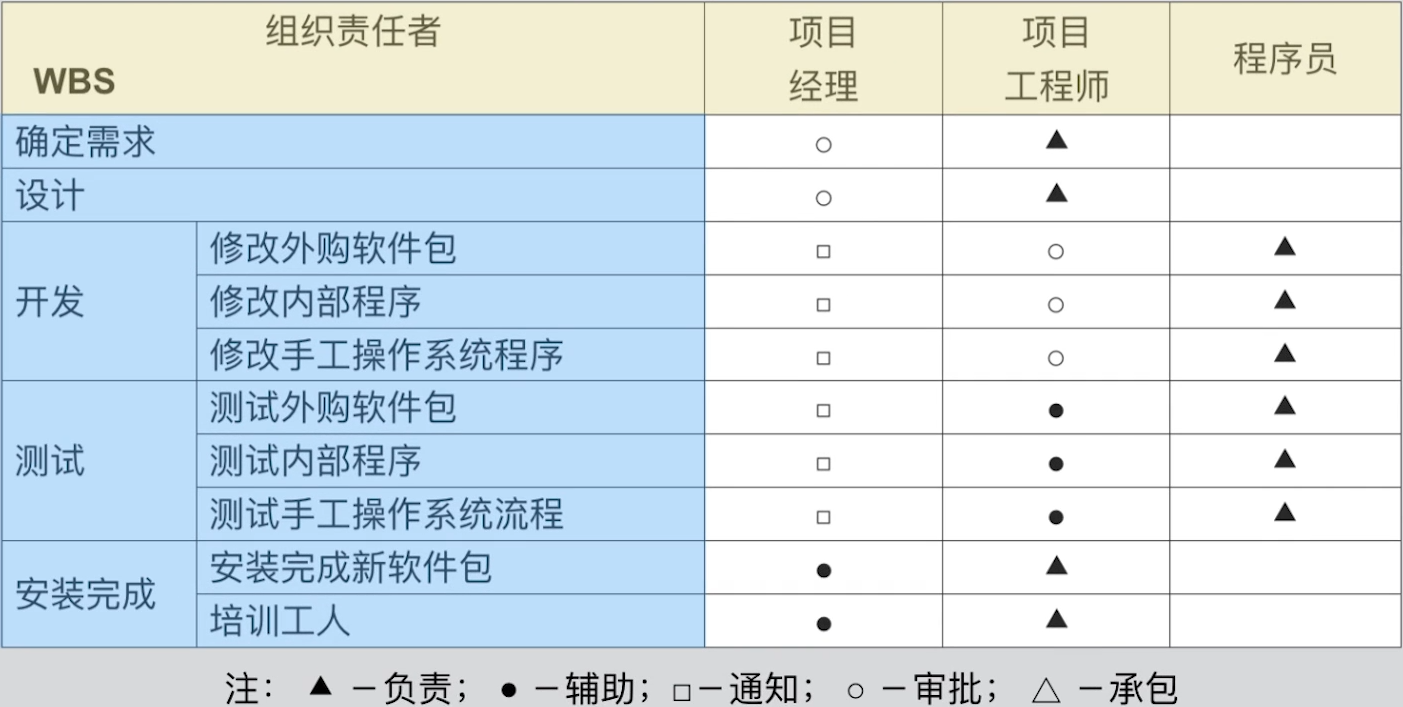 组织责任者
WBS
项目
经理
项目
工程师
程序员
确定需求 ○ ▲
设计 ○ ▲
开发
修改外购软件包 □ ○ ▲
修改内部程序 □ ○ ▲
修改手工操作系统程序 □ ○ ▲
测试
测试外购软件包 □ ● ▲
测试内部程序 □ ● ▲
测试手工操作系统流程 □ ● ▲
安装完成
安装完成新软件包 ● ▲
培训工人 ● ▲
注： ▲ －负责； ● －辅助；□－通知； ○ －审批； △ －承包